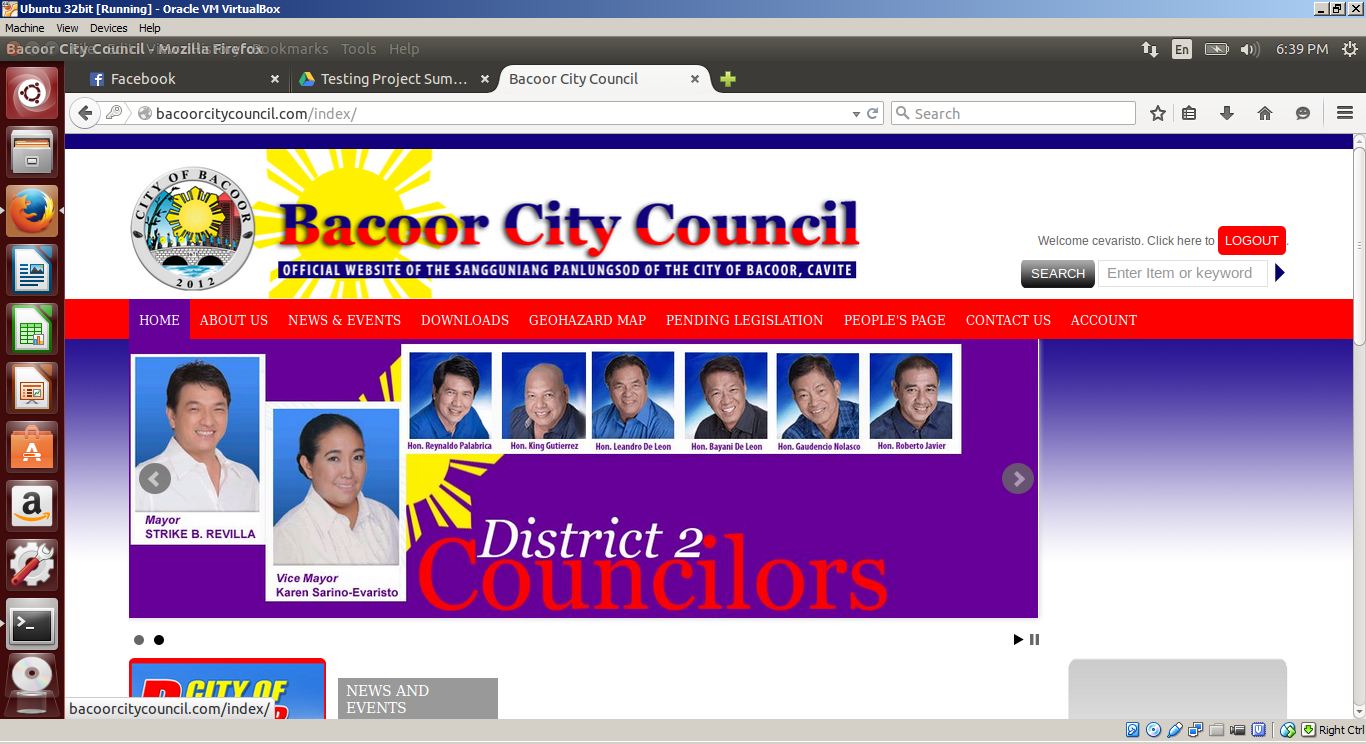 Ubuntu 32bit [Running] - Oracle VM VirtualBox
Machine View Devices Help
Bacoor City Council - Mozilla Firefox
Bookmarks Tools Help
En
6:39 PM
Facebook
Testing Project Sum...
Bacoor City Council
bacoorcitycouncil.com/index/
Search
CITY OF BACOOR
2012
Bacoor City Council
OFFICIAL WEBSITE OF THE SANGGUNIANG PANLUNGSOD OF THE CITY OF BACOOR, CAVITE
Welcome cevaristo. Click here to LOGOUT.
SEARCH Enter Item or keyword
HOME ABOUT US NEWS & EVENTS DOWNLOADS GEOHAZARD MAP PENDING LEGISLATION PEOPLE'S PAGE CONTACT US ACCOUNT
Hon. Reynaldo Palabrica Hon. King Gutierrez Hon. Leandro De Leon Hon. Bayani De Leon Hon. Gaudencio Nolasco Hon. Roberto Javier
Mayor
STRIKE B. REVILLA
Vice Mayor
Karen Sarino-Evaristo
District 2
Councilors
CITY OF
NEWS AND
EVENTS
bacoorcitycouncil.com/index/
Right Ctrl